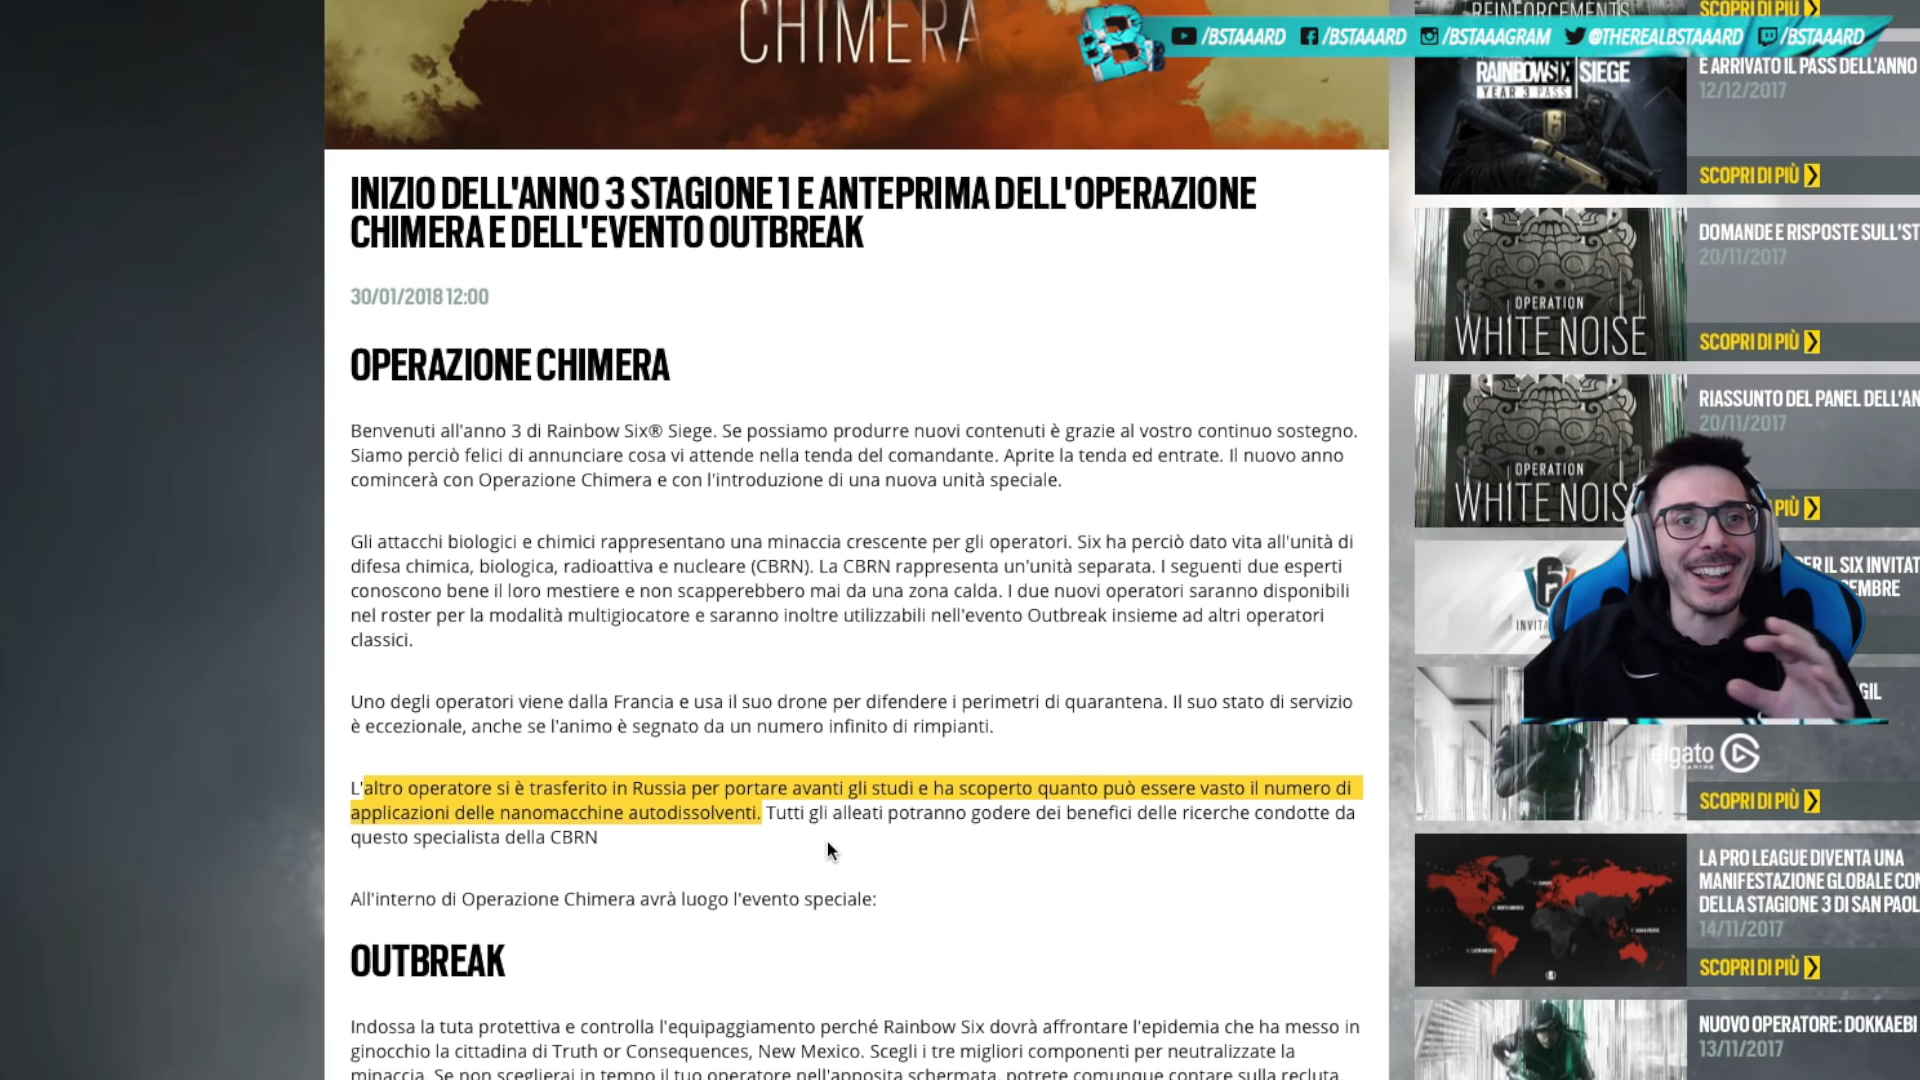 CHIMERA
REINFORCEMENTS
SCOPRI DI PIÙ
/BSTAAARD /BSTAAARD /BSTAAAGRAM @THEREALBSTAAARD /BSTAAARD
RAINBOW SIX SIEGE
YEAR 3 PASS
È ARRIVATO IL PASS DELL'ANNO
12/12/2017
SCOPRI DI PIÙ
INIZIO DELL'ANNO 3 STAGIONE 1 E ANTEPRIMA DELL'OPERAZIONE
CHIMERA E DELL'EVENTO OUTBREAK
30/01/2018 12:00
OPERAZIONE CHIMERA
Benvenuti all'anno 3 di Rainbow Six® Siege. Se possiamo produrre nuovi contenuti è grazie al vostro continuo sostegno.
Siamo perciò felici di annunciare cosa vi attende nella tenda del comandante. Aprite la tenda ed entrate. Il nuovo anno
comincerà con Operazione Chimera e con l'introduzione di una nuova unità speciale.
Gli attacchi biologici e chimici rappresentano una minaccia crescente per gli operatori. Six ha perciò dato vita all'unità di
difesa chimica, biologica, radioattiva e nucleare (CBRN). La CBRN rappresenta un'unità separata. I seguenti due esperti
conoscono bene il loro mestiere e non scapperebbero mai da una zona calda. I due nuovi operatori saranno disponibili
nel roster per la modalità multigiocatore e saranno inoltre utilizzabili nell'evento Outbreak insieme ad altri operatori
classici.
Uno degli operatori viene dalla Francia e usa il suo drone per difendere i perimetri di quarantena. Il suo stato di servizio
è eccezionale, anche se l'animo è segnato da un numero infinito di rimpianti.
L'altro operatore si è trasferito in Russia per portare avanti gli studi e ha scoperto quanto può essere vasto il numero di
applicazioni delle nanomacchine autodissolventi. Tutti gli alleati potranno godere dei benefici delle ricerche condotte da
questo specialista della CBRN
All'interno di Operazione Chimera avrà luogo l'evento speciale:
OUTBREAK
Indossa la tuta protettiva e controlla l'equipaggiamento perché Rainbow Six dovrà affrontare l'epidemia che ha messo in
ginocchio la cittadina di Truth or Consequences, New Mexico. Scegli i tre migliori componenti per neutralizzare la
minaccia. Se non sceglierai in tempo il tuo operatore nell'apposita schermata, potrete comunque contare sulla recluta.
OPERATION
WHITE NOISE
DOMANDE E RISPOSTE SULL'ST
20/11/2017
SCOPRI DI PIÙ
OPERATION
WHITE NOIS
RIASSUNTO DEL PANEL DELL'AN
20/11/2017
PIÙ
INVITA
ER IL SIX INVITAT
CEMBRE
GIL
elgato
GAMING
SCOPRI DI PIÙ
LA PRO LEAGUE DIVENTA UNA
MANIFESTAZIONE GLOBALE CON
DELLA STAGIONE 3 DI SAN PAOL
14/11/2017
SCOPRI DI PIÙ
NUOVO OPERATORE: DOKKAEBI
13/11/2017